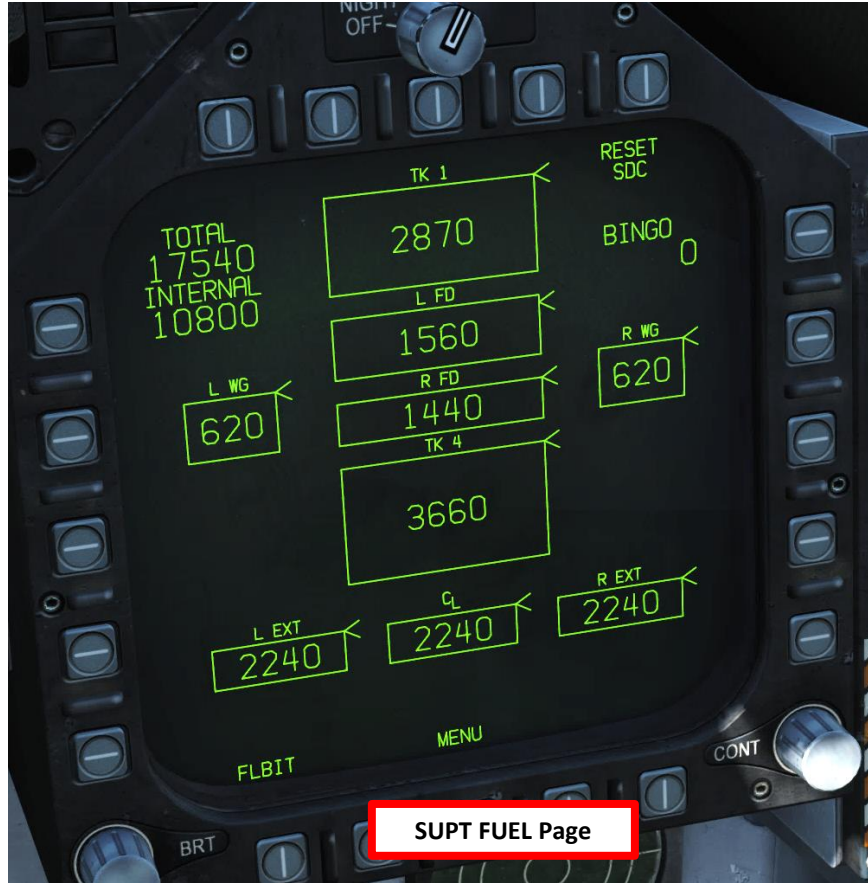 NIGHT
OFF
RESET
SDC
TK 1
2870
TOTAL
17540
INTERNAL
10800
BINGO
0
L FD
1560
R WG
620
L WG
620
R FD
1440
TK 4
3660
L EXT
2240
CL
2240
R EXT
2240
FLBIT
MENU
CONT
BRT
SUPT FUEL Page